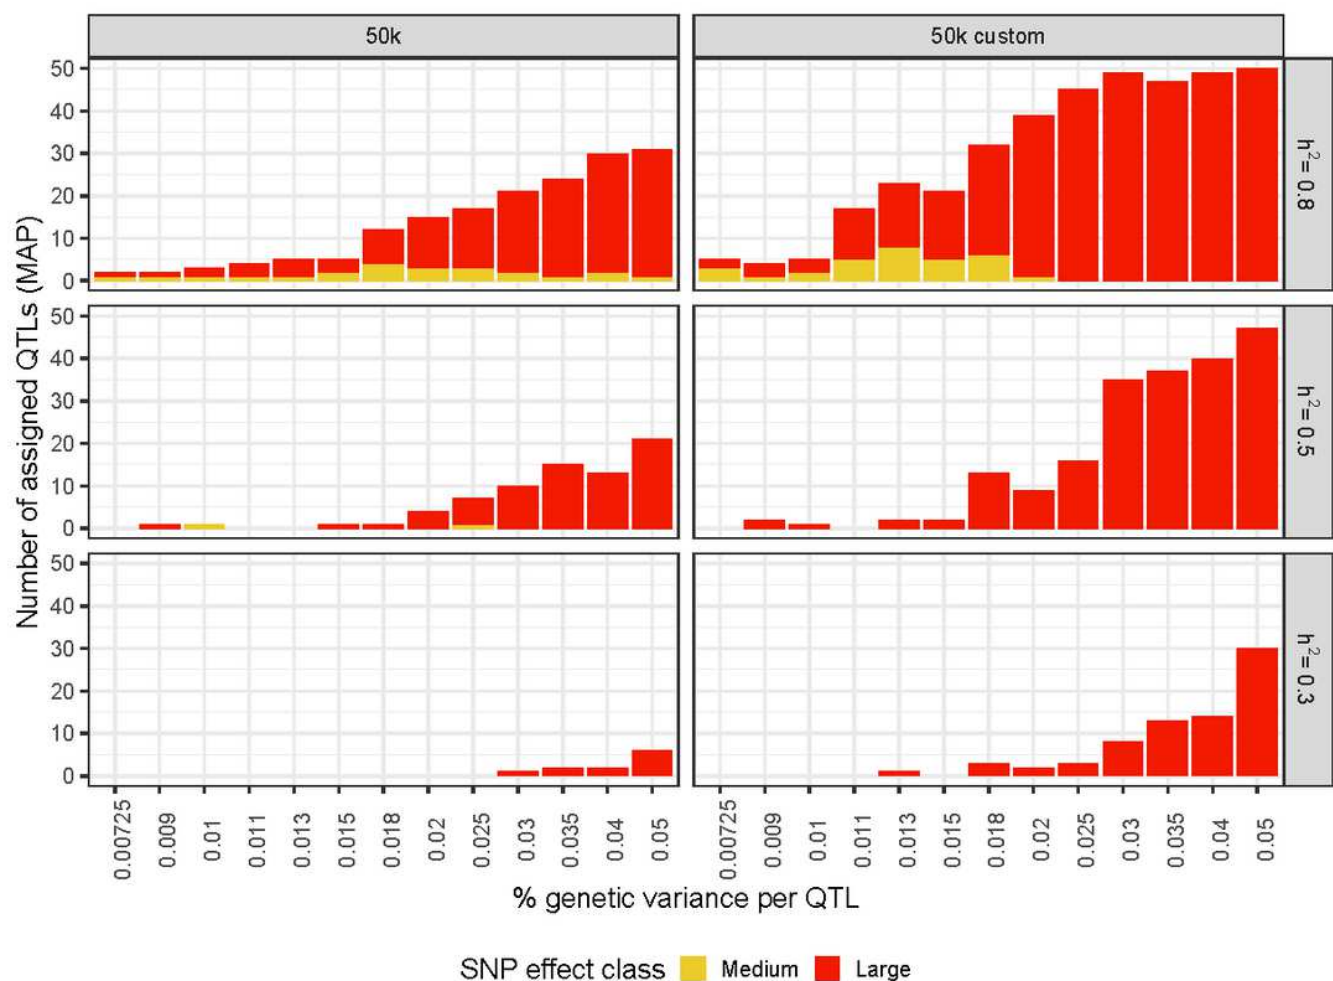 50k
50k custom
Number of assigned QTLs (MAP)
50
40
30
20
10
0
h²= 0.8
50
40
30
20
10
0
h²= 0.5
50
40
30
20
10
0
h²= 0.3
0.00725 0.009 0.01 0.011 0.013 0.015 0.018 0.02 0.025 0.03 0.035 0.04 0.05
0.00725 0.009 0.01 0.011 0.013 0.015 0.018 0.02 0.025 0.03 0.035 0.04 0.05
% genetic variance per QTL
SNP effect class Medium Large